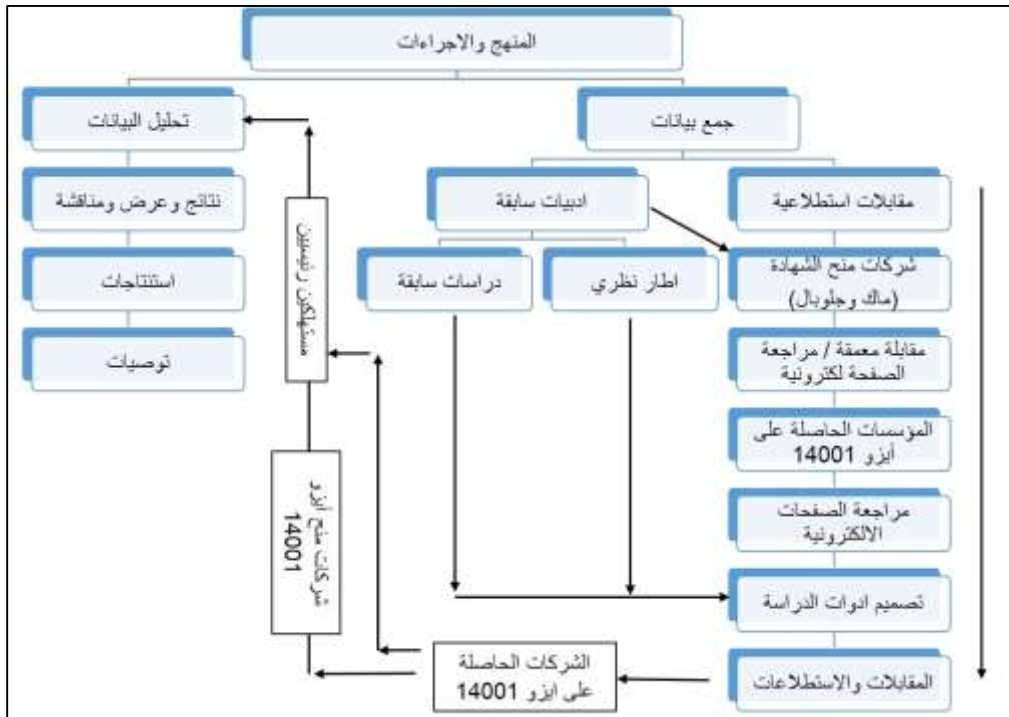 المنهج والاجراءات
جمع بيانات
تحليل البيانات
مقابلات استطلاعية
ادبيات سابقة
نتائج وعرض ومناقشة
شركات منح الشهادة
(ماك وجلوبال)
اطار نظري
دراسات سابقة
استنتاجات
مقابلة معمقة / مراجعة
الصفحة لكترونية
توصيات
المؤسسات الحاصلة على
أيزو 14001
مراجعة الصفحات
الالكترونية
تصميم ادوات الدراسة
المقابلات والاستطلاعات
الشركات الحاصلة
على ايزو 14001
شركات منح أيزو
14001
مستهلكين رئيسيين